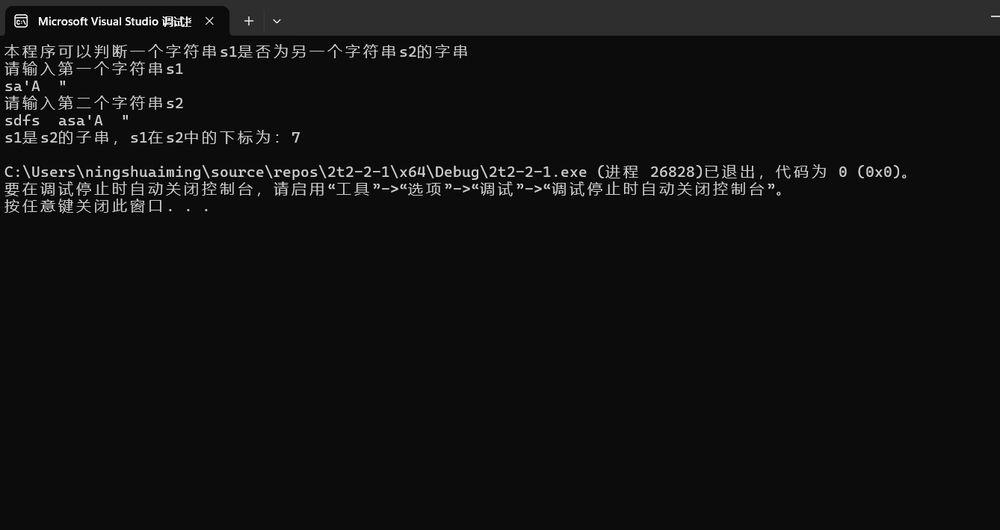 Microsoft Visual Studio 调试控
本程序可以判断一个字符串s1是否为另一个字符串s2的字串
请输入第一个字符串s1
sa'A  "
请输入第二个字符串s2
sdfs  asa'A  "
s1是s2的子串，s1在s2中的下标为：7
C:\Users\ningshuaiming\source\repos\2t2-2-1\x64\Debug\2t2-2-1.exe (进程 26828)已退出，代码为 0 (0x0)。
要在调试停止时自动关闭控制台，请启用“工具”->“选项”->“调试”->“调试停止时自动关闭控制台”。
按任意键关闭此窗口. . .